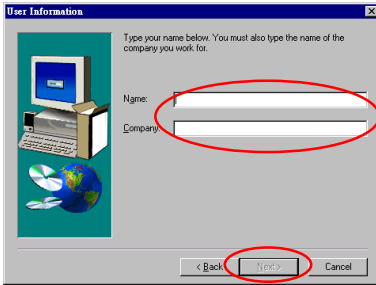 User Information
Type your name below. You must also type the name of the
company you work for.
Name:
Company:
< Back
Next >
Cancel